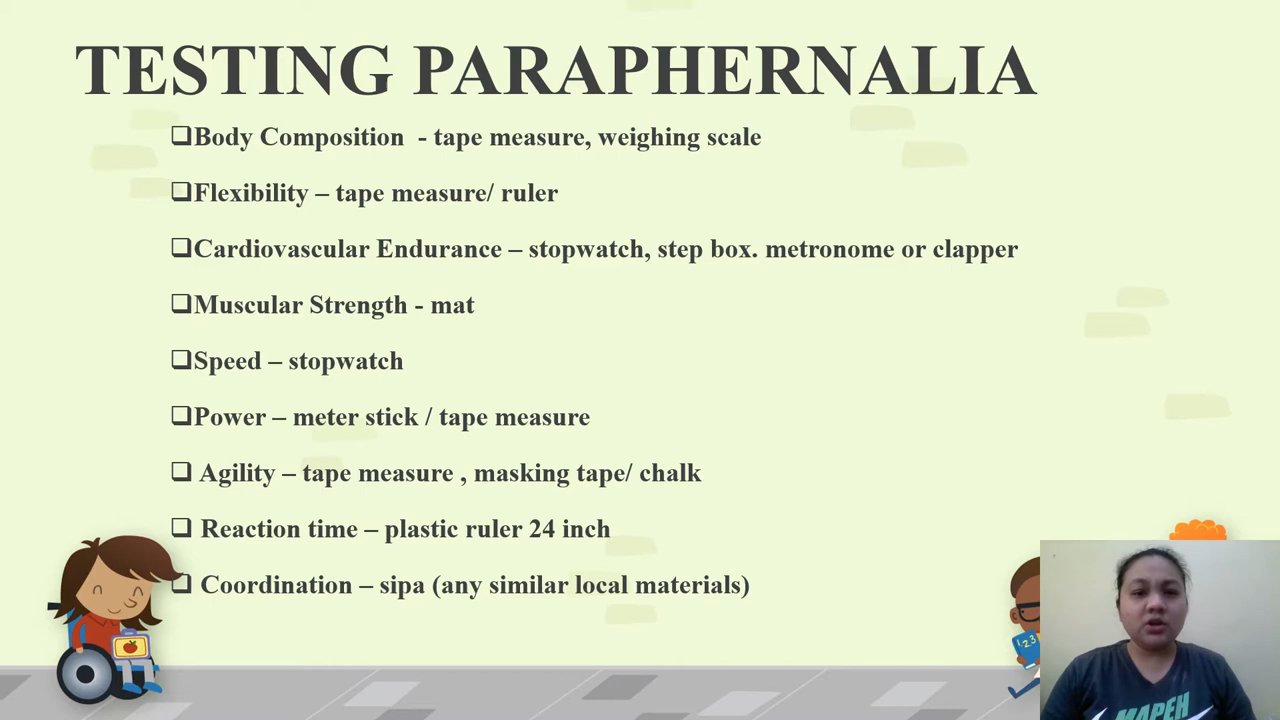 TESTING PARAPHERNALIA
❑Body Composition - tape measure, weighing scale
❑Flexibility – tape measure/ ruler
❑Cardiovascular Endurance – stopwatch, step box. metronome or clapper
❑Muscular Strength - mat
❑Speed – stopwatch
❑Power – meter stick / tape measure
❑ Agility – tape measure , masking tape/ chalk
❑ Reaction time – plastic ruler 24 inch
❑ Coordination – sipa (any similar local materials)
123
MAPEH